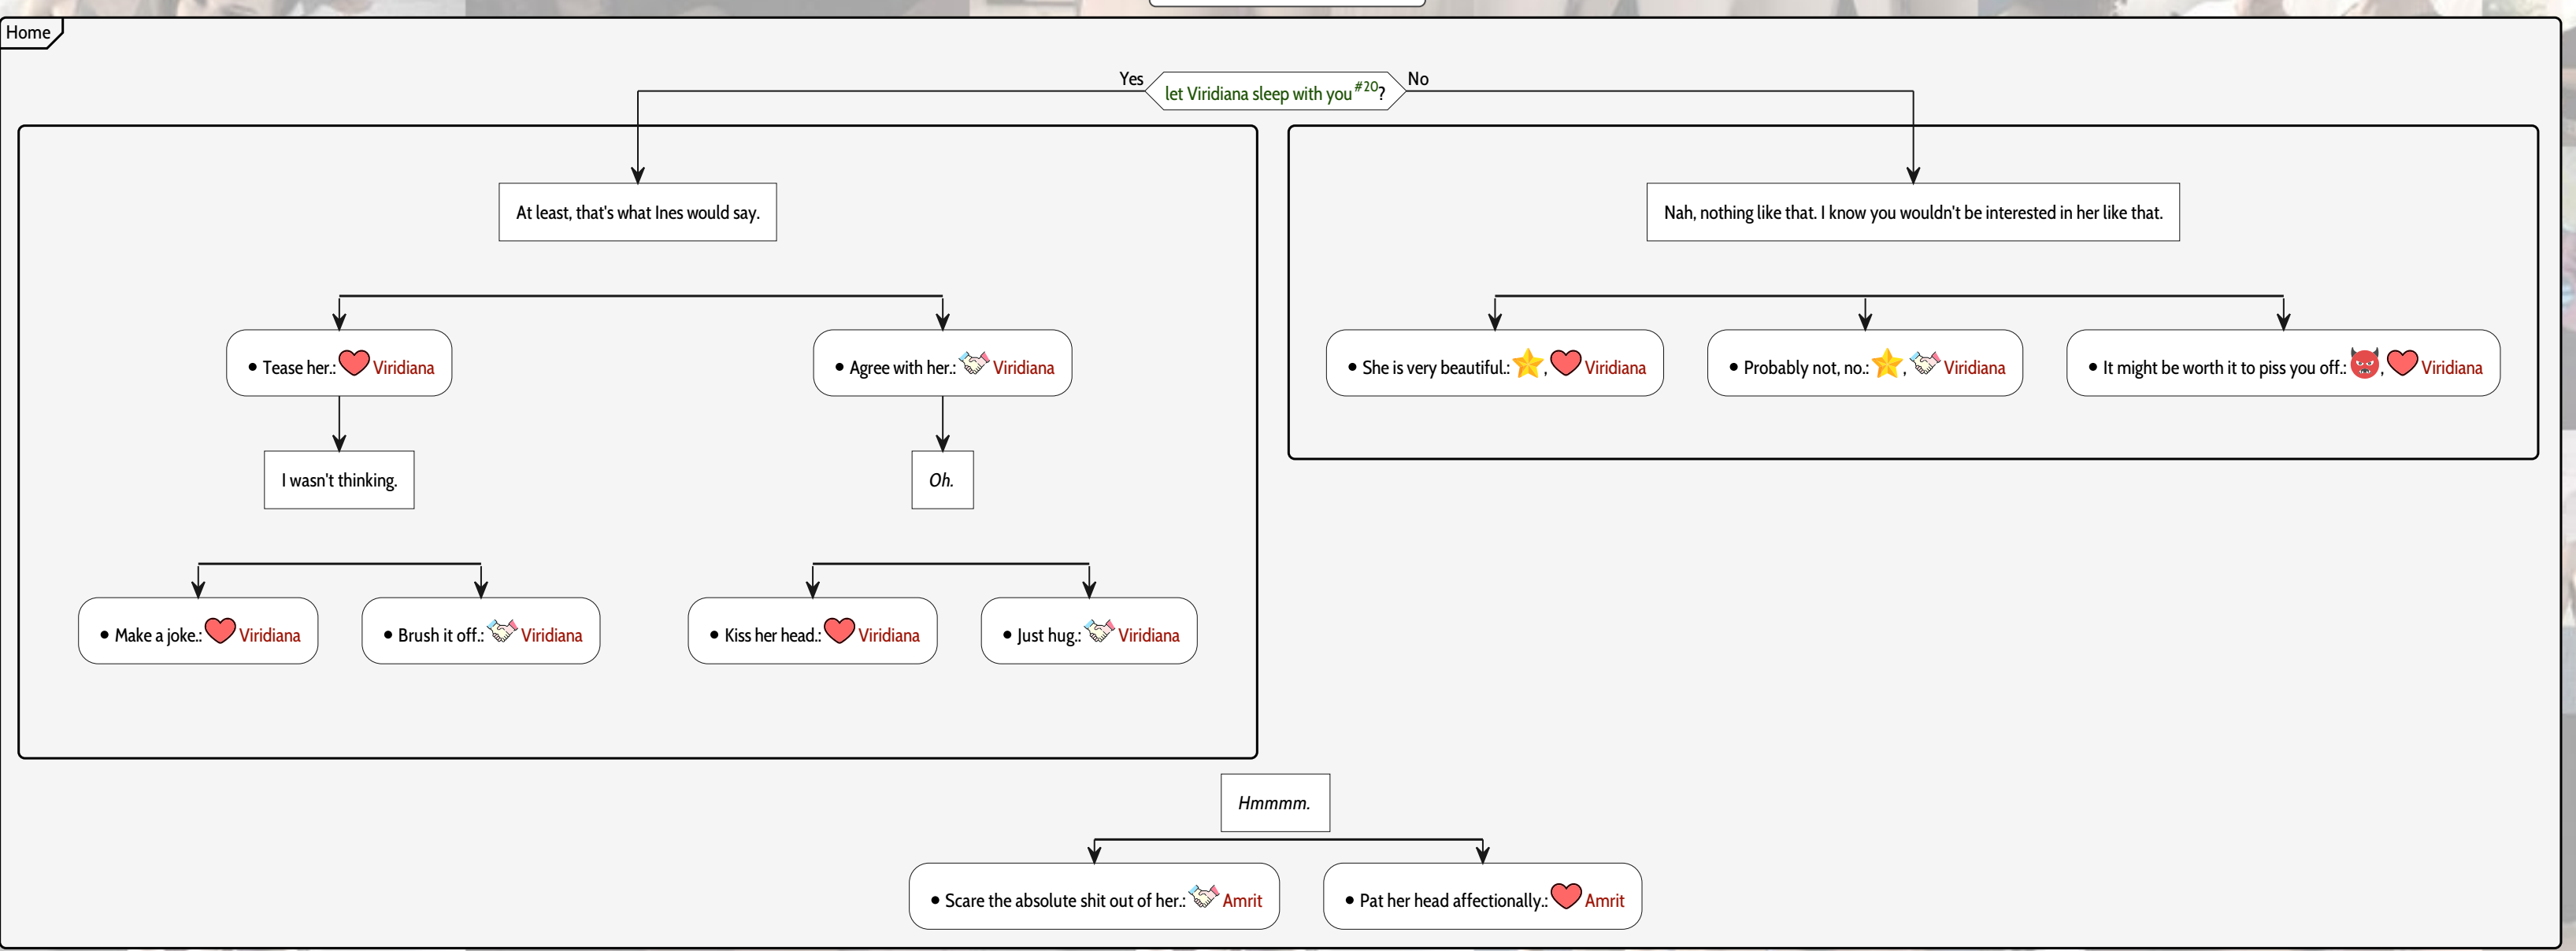 Home
Yes
let Viridiana sleep with you #20?
No
At least, that's what Ines would say.
Nah, nothing like that. I know you wouldn't be interested in her like that.
• Tease her.: ❤️ Viridiana
• Agree with her.: 🤝 Viridiana
• She is very beautiful.: ⭐, ❤️ Viridiana
• Probably not, no.: ⭐, 🤝 Viridiana
• It might be worth it to piss you off.: 👿, ❤️ Viridiana
I wasn't thinking.
Oh.
• Make a joke.: ❤️ Viridiana
• Brush it off.: 🤝 Viridiana
• Kiss her head.: ❤️ Viridiana
• Just hug.: 🤝 Viridiana
Hmmmm.
• Scare the absolute shit out of her.: 🤝 Amrit
• Pat her head affectionally.: ❤️ Amrit